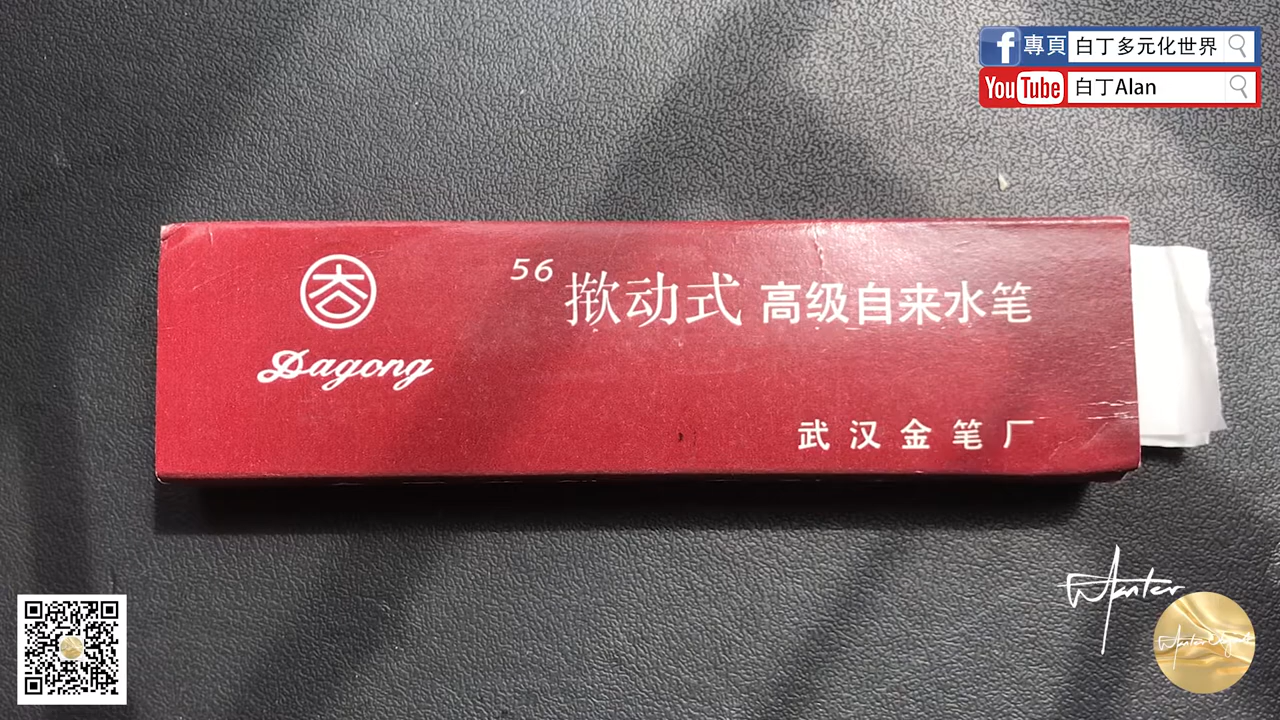 專頁 白丁多元化世界
YouTube 白丁Alan
56 揿动式 高级自来水笔
Dagong
武汉金笔厂